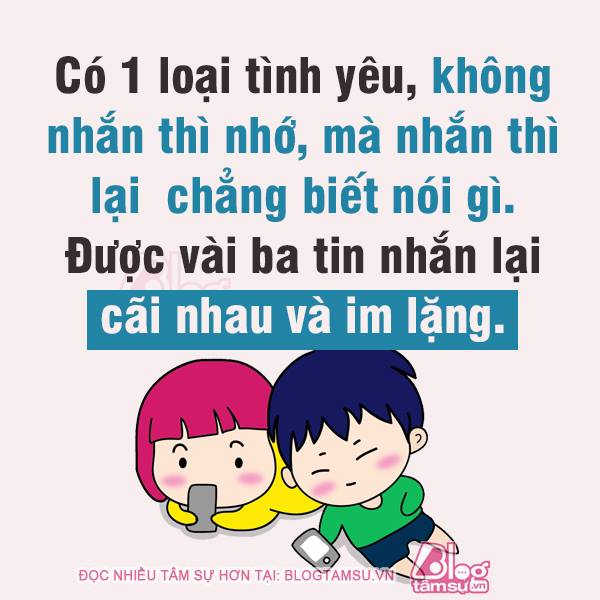 Có 1 loại tình yêu, không
nhắn thì nhớ, mà nhắn thì
lại chẳng biết nói gì.
Được vài ba tin nhắn lại
cãi nhau và im lặng.
ĐỌC NHIỀU TÂM SỰ HƠN TẠI: BLOGTAMSU.VN
Blog
tâmsự.vn